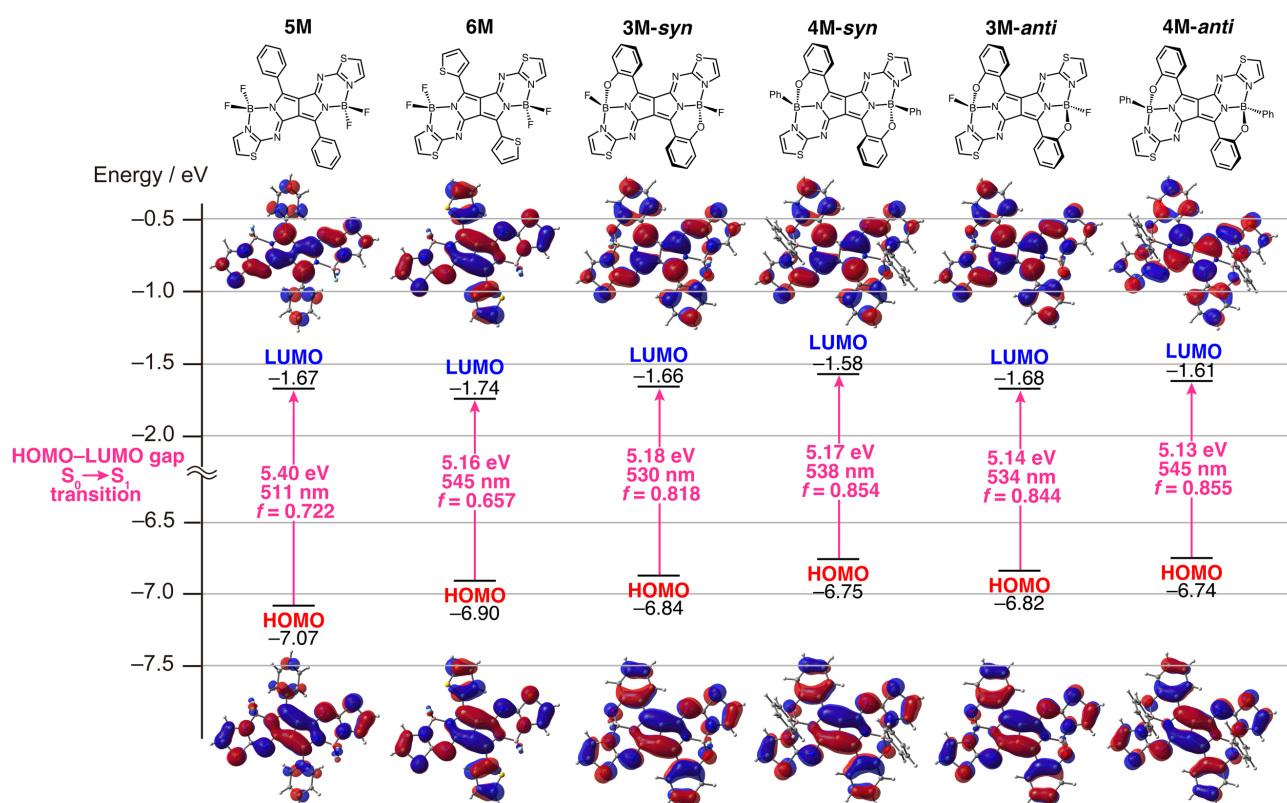 5M 6M 3M-syn 4M-syn 3M-anti 4M-anti
S N N N B F F N N B F F N S
S S N N N B F F N N B F F N S S
O S N N N F B N N B F N O N S
O S N N N Ph B N N B Ph N O N S
O S N N N F B N N B F N O N S
O S N N N Ph B N N B Ph N O N S
Energy / eV
–0.5
–1.0
–1.5
–2.0
–6.5
–7.0
–7.5
HOMO–LUMO gap
S0→S1
transition
LUMO
–1.67
5.40 eV
511 nm
f = 0.722
HOMO
–7.07
LUMO
–1.74
5.16 eV
545 nm
f = 0.657
HOMO
–6.90
LUMO
–1.66
5.18 eV
530 nm
f = 0.818
HOMO
–6.84
LUMO
–1.58
5.17 eV
538 nm
f = 0.854
HOMO
–6.75
LUMO
–1.68
5.14 eV
534 nm
f = 0.844
HOMO
–6.82
LUMO
–1.61
5.13 eV
545 nm
f = 0.855
HOMO
–6.74